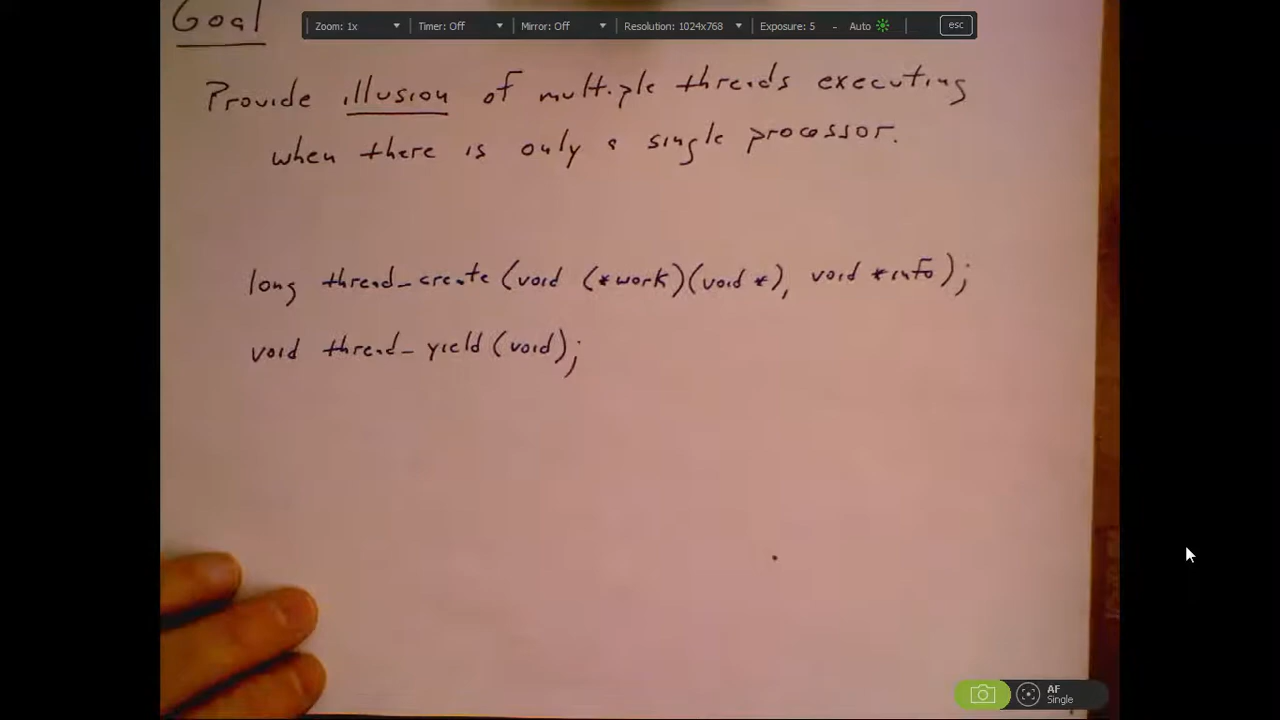 Goal
Zoom: 1x Timer: Off Mirror: Off Resolution: 1024x768 Exposure: 5 - Auto esc
Provide illusion of multiple threads executing
when there is only a single processor.
long thread_create (void (*work)(void *), void *info);
void thread_yield (void);
AF
Single